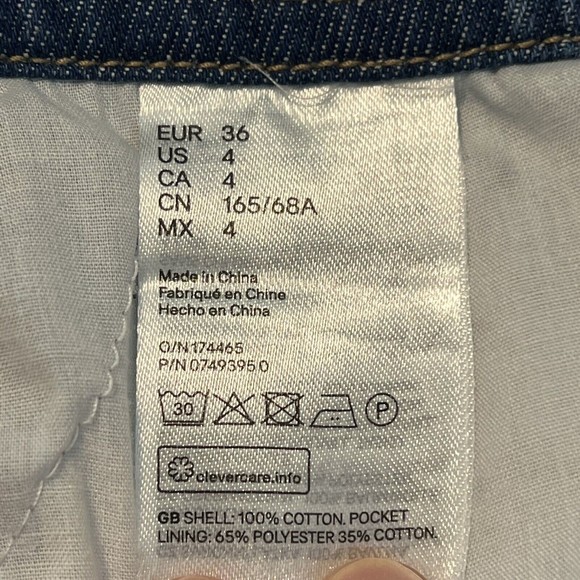 EUR 36
US 4
CA 4
CN 165/68A
MX 4
Made in China
Fabriqué en Chine
Hecho en China
O/N 174465
P/N 0749395 0
30 P
clevercare.info
GB SHELL: 100% COTTON. POCKET
LINING: 65% POLYESTER 35% COTTON.